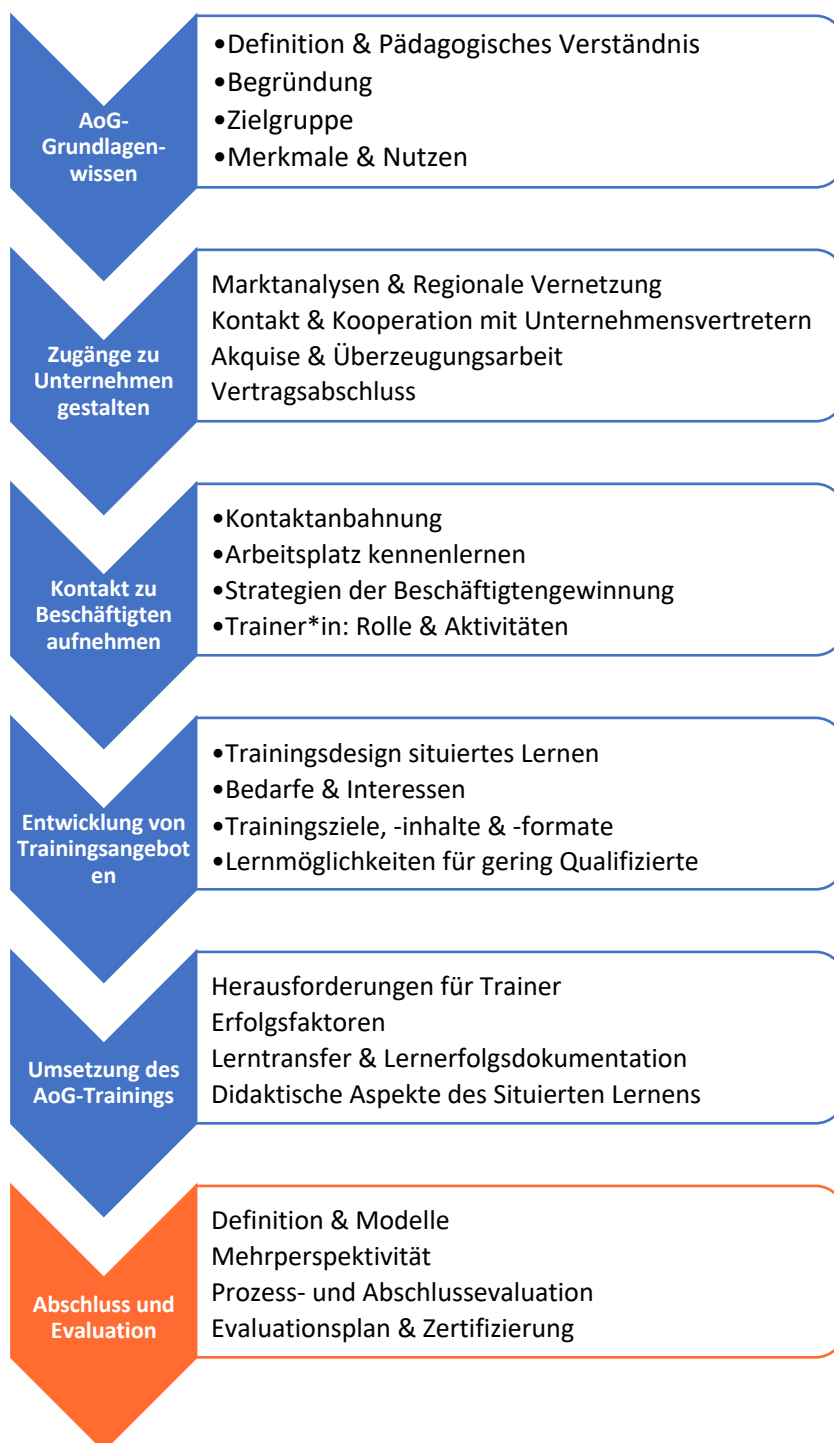 AoG-
Grundlagen-
wissen
•Definition & Pädagogisches Verständnis
•Begründung
•Zielgruppe
•Merkmale & Nutzen
Zugänge zu
Unternehmen
gestalten
Marktanalysen & Regionale Vernetzung
Kontakt & Kooperation mit Unternehmensvertretern
Akquise & Überzeugungsarbeit
Vertragsabschluss
Kontakt zu
Beschäftigten
aufnehmen
•Kontaktanbahnung
•Arbeitsplatz kennenlernen
•Strategien der Beschäftigtengewinnung
•Trainer*in: Rolle & Aktivitäten
Entwicklung von
Trainingsangebot
en
•Trainingsdesign situiertes Lernen
•Bedarfe & Interessen
•Trainingsziele, -inhalte & -formate
•Lernmöglichkeiten für gering Qualifizierte
Umsetzung des
AoG-Trainings
Herausforderungen für Trainer
Erfolgsfaktoren
Lerntransfer & Lernerfolgsdokumentation
Didaktische Aspekte des Situierten Lernens
Abschluss und
Evaluation
Definition & Modelle
Mehrperspektivität
Prozess- und Abschlussevaluation
Evaluationsplan & Zertifizierung